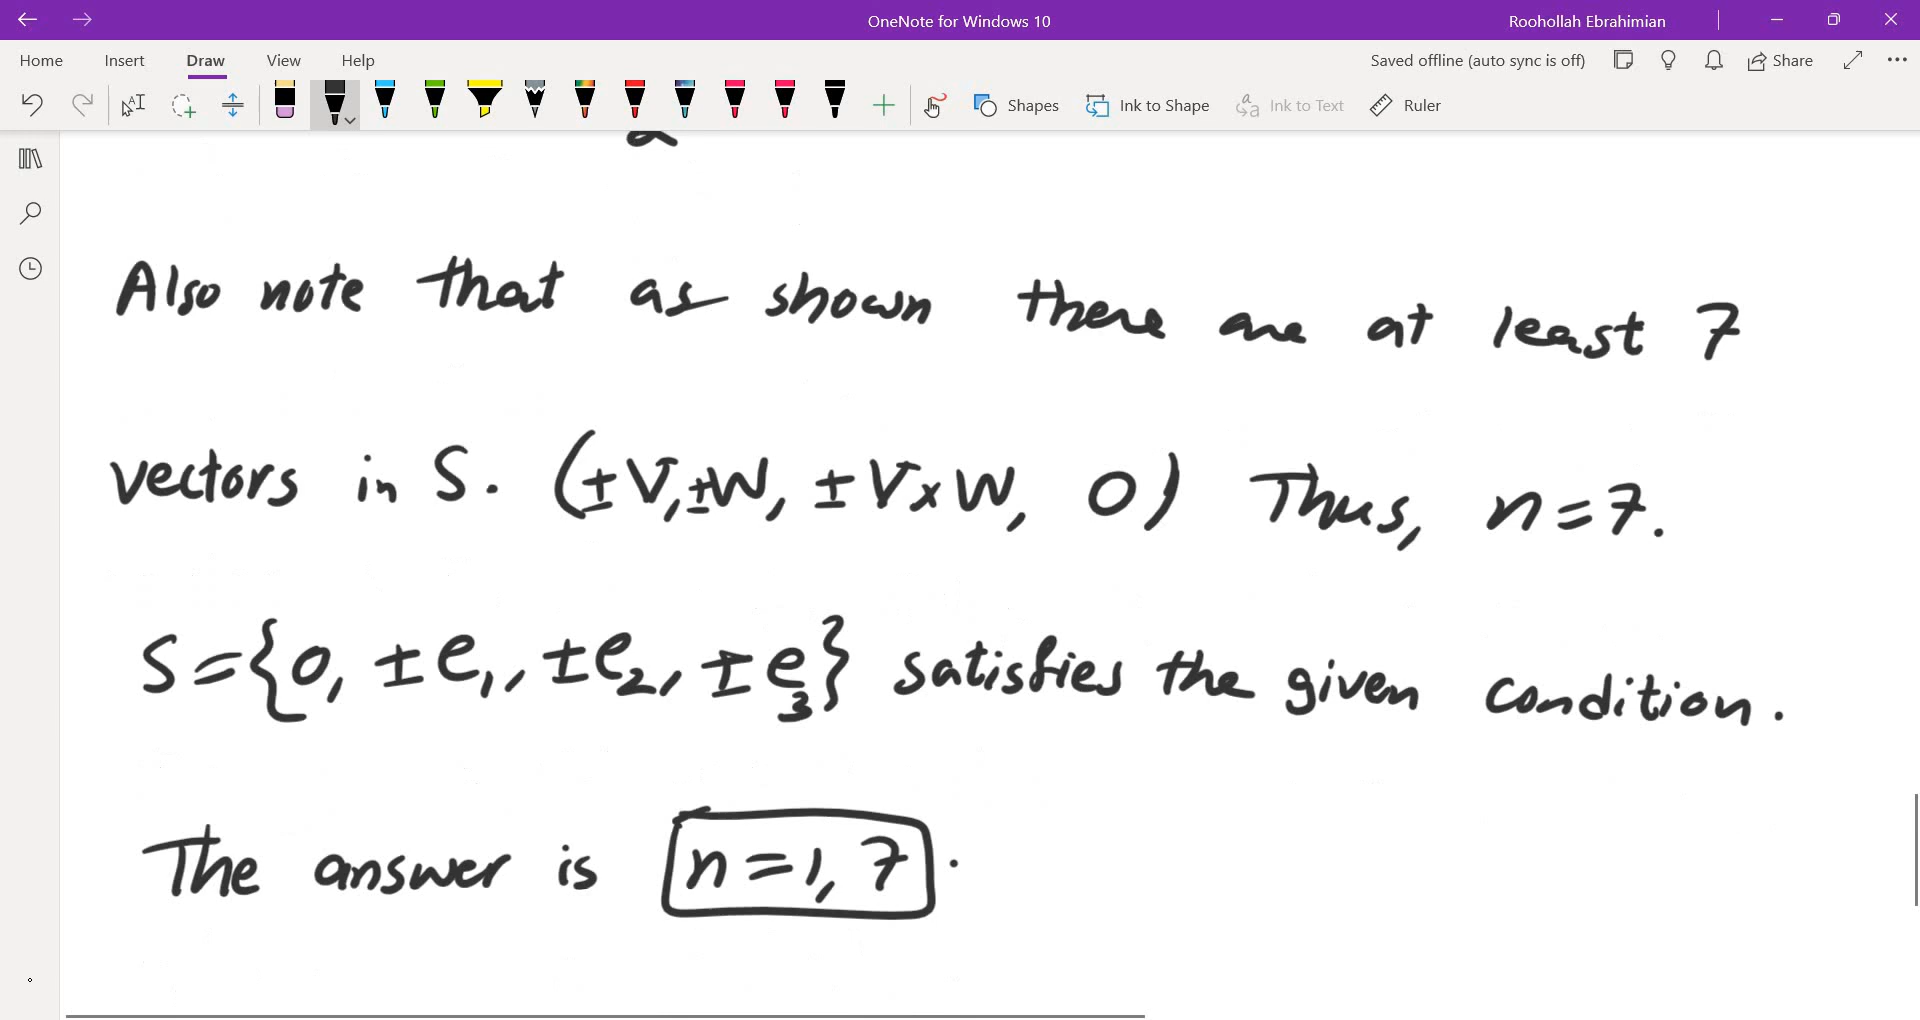 OneNote for Windows 10
Roohollah Ebrahimian
Home Insert Draw View Help
Saved offline (auto sync is off) Share
Shapes Ink to Shape Ink to Text Ruler
Also note that as shown there are at least 7
vectors in S. (±V, ±W, ±V×W, 0) Thus, n=7.
S={0, ±e₁, ±e₂, ±e₃} satisfies the given condition.
The answer is n=1, 7.